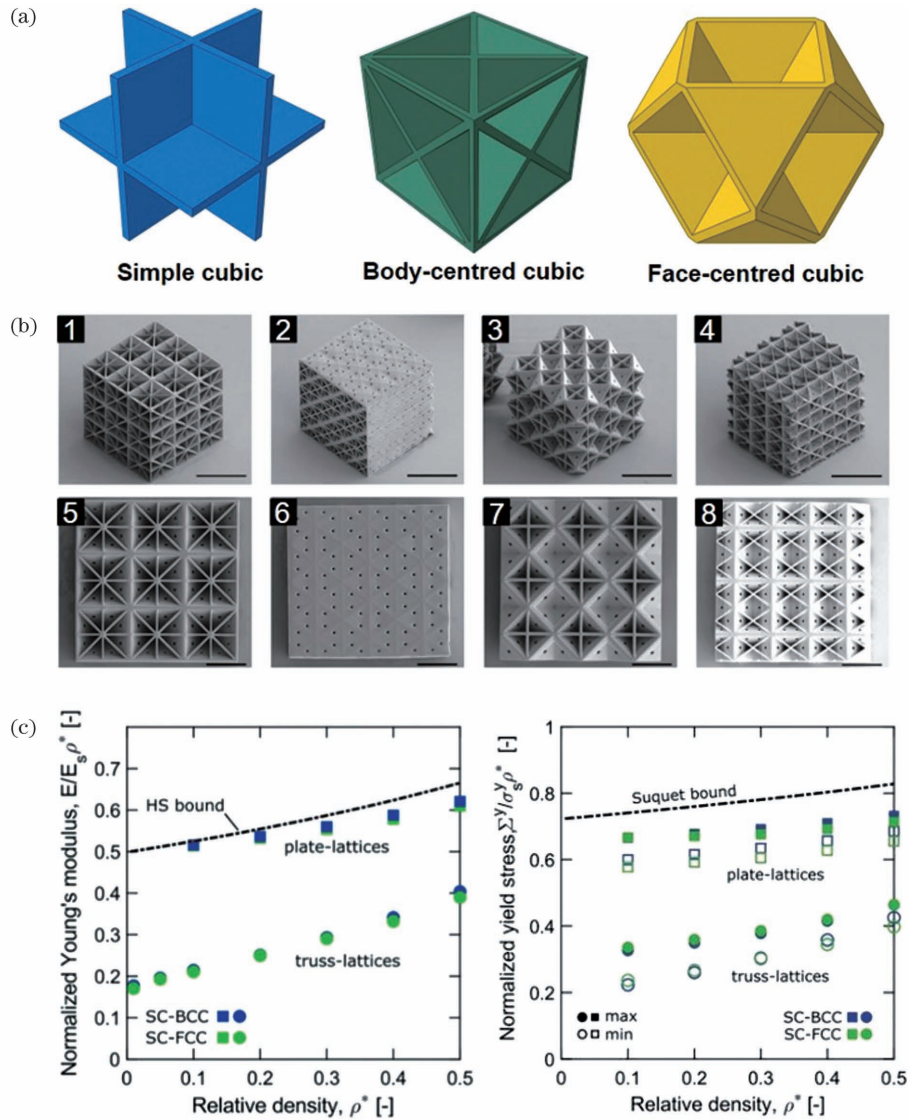 (a)
Simple cubic
Body-centred cubic
Face-centred cubic
(b)
1
2
3
4
5
6
7
8
(c)
Normalized Young's modulus, E/E_sρ* [-]
0.7
0.6
0.5
0.4
0.3
0.2
0.1
0
HS bound
plate-lattices
truss-lattices
SC-BCC
SC-FCC
0 0.1 0.2 0.3 0.4 0.5
Relative density, ρ* [-]
Normalized yield stress, Σ^y/σ^y_sρ* [-]
1
0.8
0.6
0.4
0.2
0
Suquet bound
plate-lattices
truss-lattices
max
min
SC-BCC
SC-FCC
0.1 0.2 0.3 0.4 0.5
Relative density, ρ* [-]